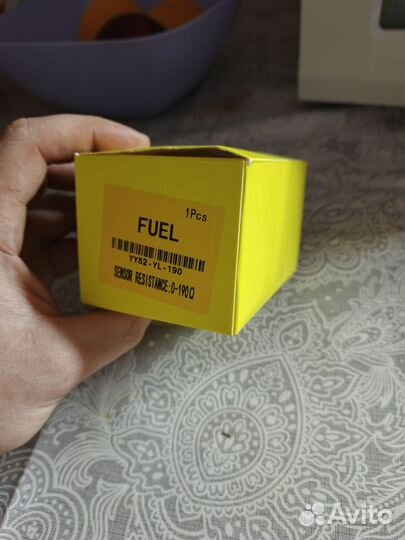 1Pcs
FUEL
YY52-YL-190
SENSOR RESISTANCE:0-190Ω
Avito